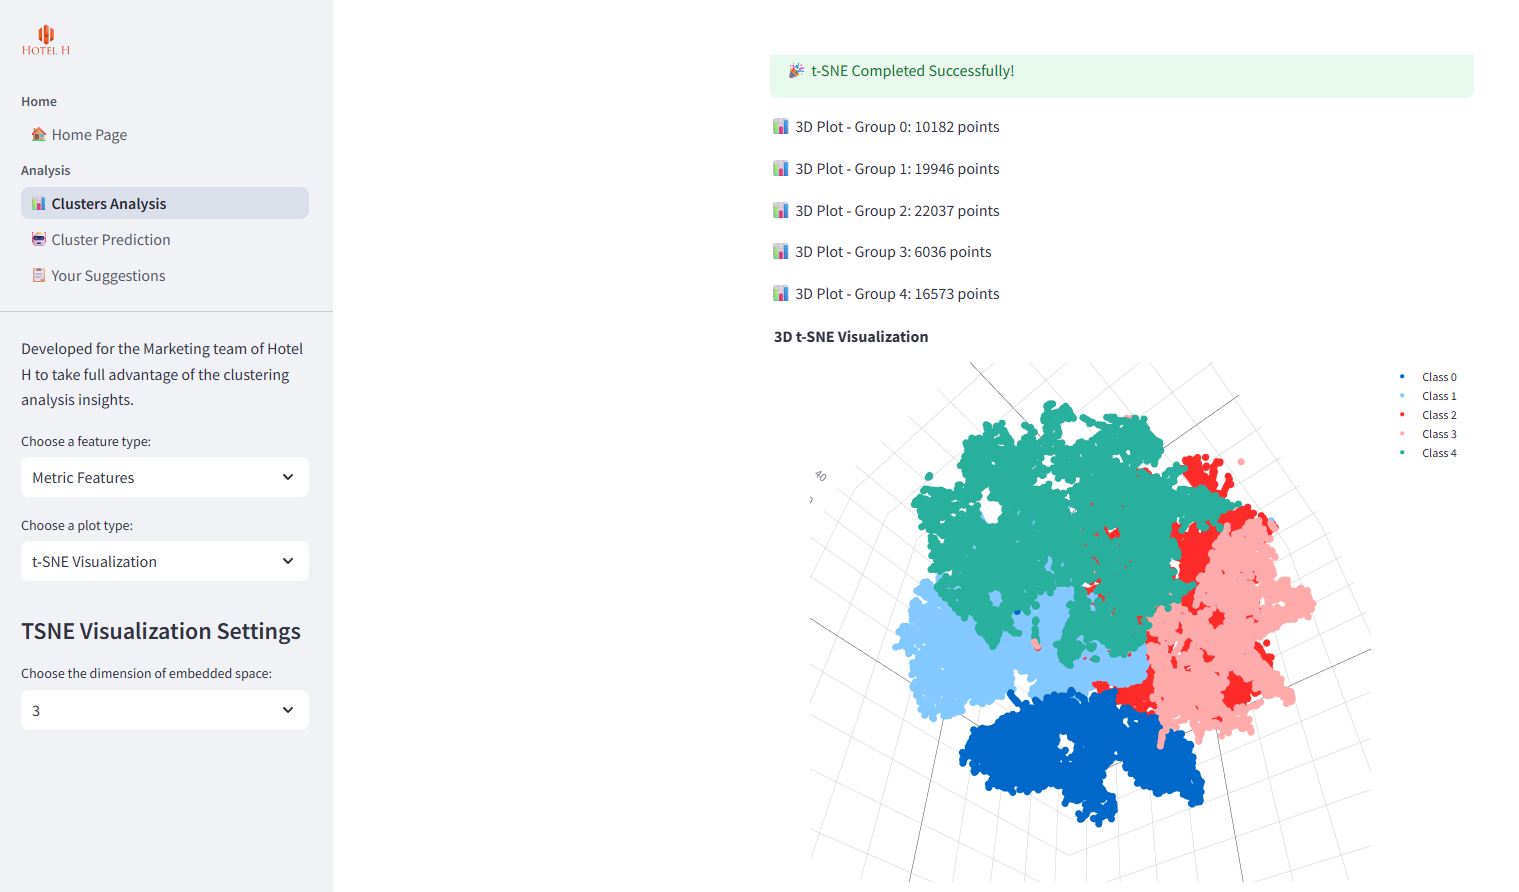 HOTEL H
Home
Home Page
Analysis
Clusters Analysis
Cluster Prediction
Your Suggestions
Developed for the Marketing team of Hotel
H to take full advantage of the clustering
analysis insights.
Choose a feature type:
Metric Features
Choose a plot type:
t-SNE Visualization
TSNE Visualization Settings
Choose the dimension of embedded space:
3
t-SNE Completed Successfully!
3D Plot - Group 0: 10182 points
3D Plot - Group 1: 19946 points
3D Plot - Group 2: 22037 points
3D Plot - Group 3: 6036 points
3D Plot - Group 4: 16573 points
3D t-SNE Visualization
40
Class 0
Class 1
Class 2
Class 3
Class 4